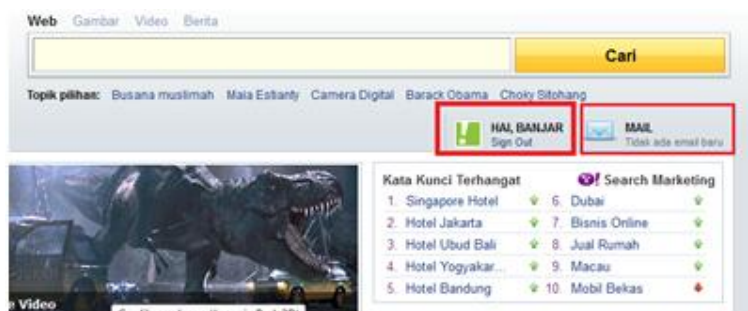 Web Gambar Video Berita
Cari
Topik pilihan: Busana muslimah Maia Estianty Camera Digital Barack Obama Choky Sitohang
HAI, BANJAR
Sign Out
MAIL
Tidak ada email baru
Kata Kunci Terhangat
Y! Search Marketing
1. Singapore Hotel
2. Hotel Jakarta
3. Hotel Ubud Bali
4. Hotel Yogyakar...
5. Hotel Bandung
6. Dubai
7. Bisnis Online
8. Jual Rumah
9. Macau
10. Mobil Bekas
e Video